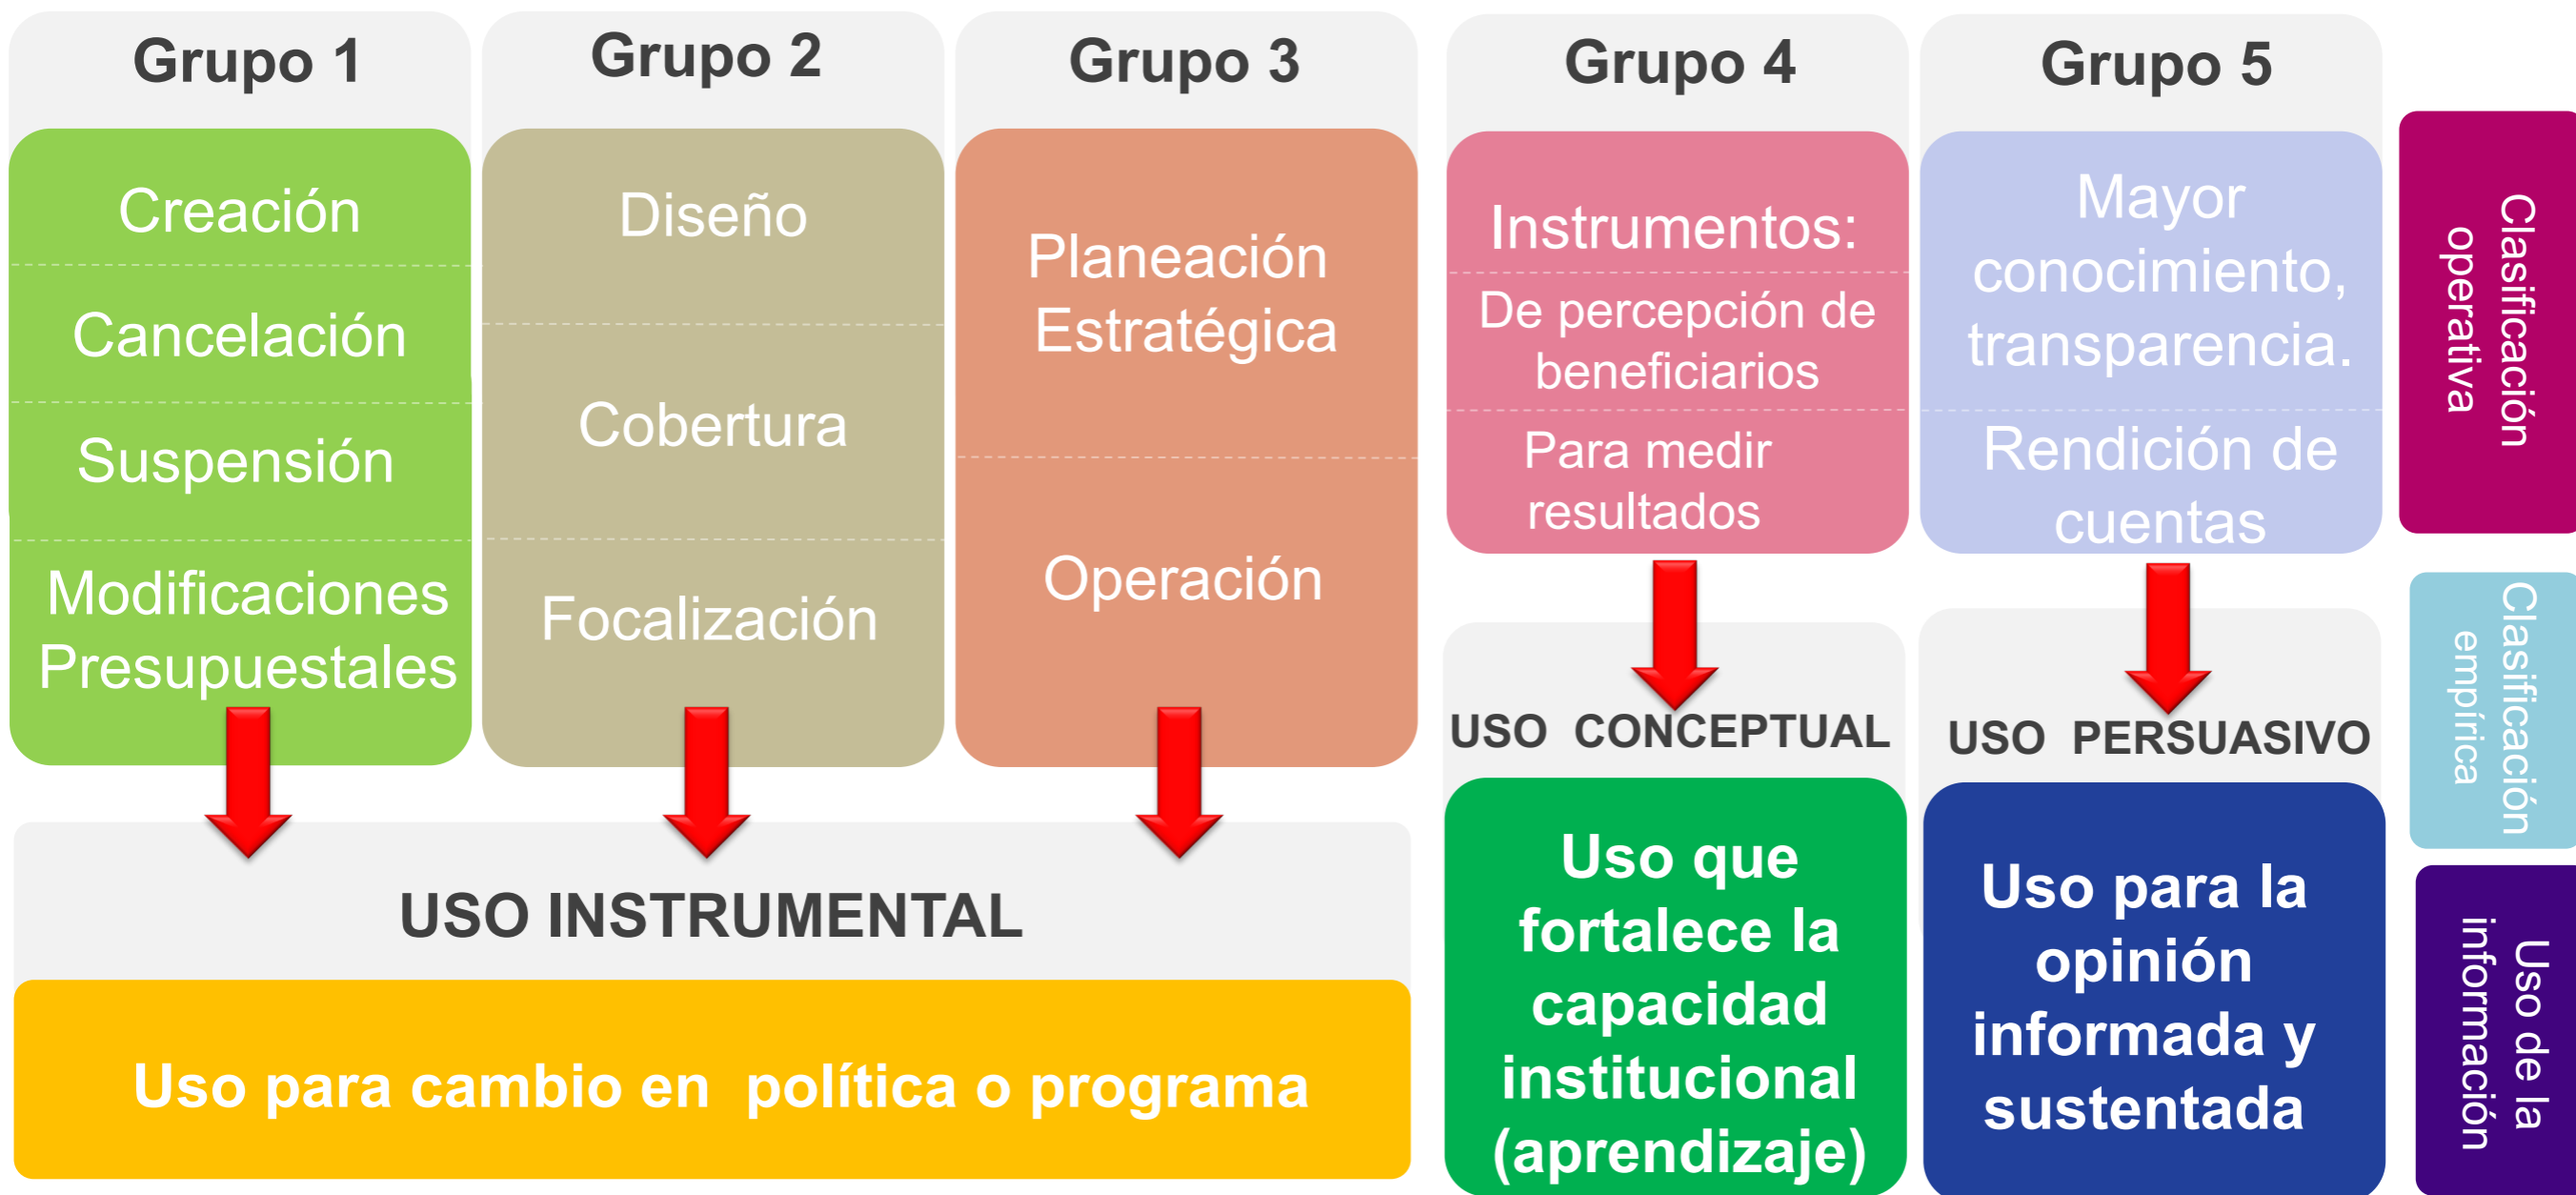 Grupo 1
Creación
Cancelación
Suspensión
Modificaciones
Presupuestales
Grupo 2
Diseño
Cobertura
Focalización
Grupo 3
Planeación
Estratégica
Operación
USO INSTRUMENTAL
Uso para cambio en política o programa
Grupo 4
Instrumentos:
De percepción de
beneficiarios
Para medir
resultados
USO CONCEPTUAL
Uso que
fortalece la
capacidad
institucional
(aprendizaje)
Grupo 5
Mayor
conocimiento,
transparencia.
Rendición de
cuentas
USO PERSUASIVO
Uso para la
opinión
informada y
sustentada
Clasificación
operativa
Clasificación
empírica
Uso de la
información